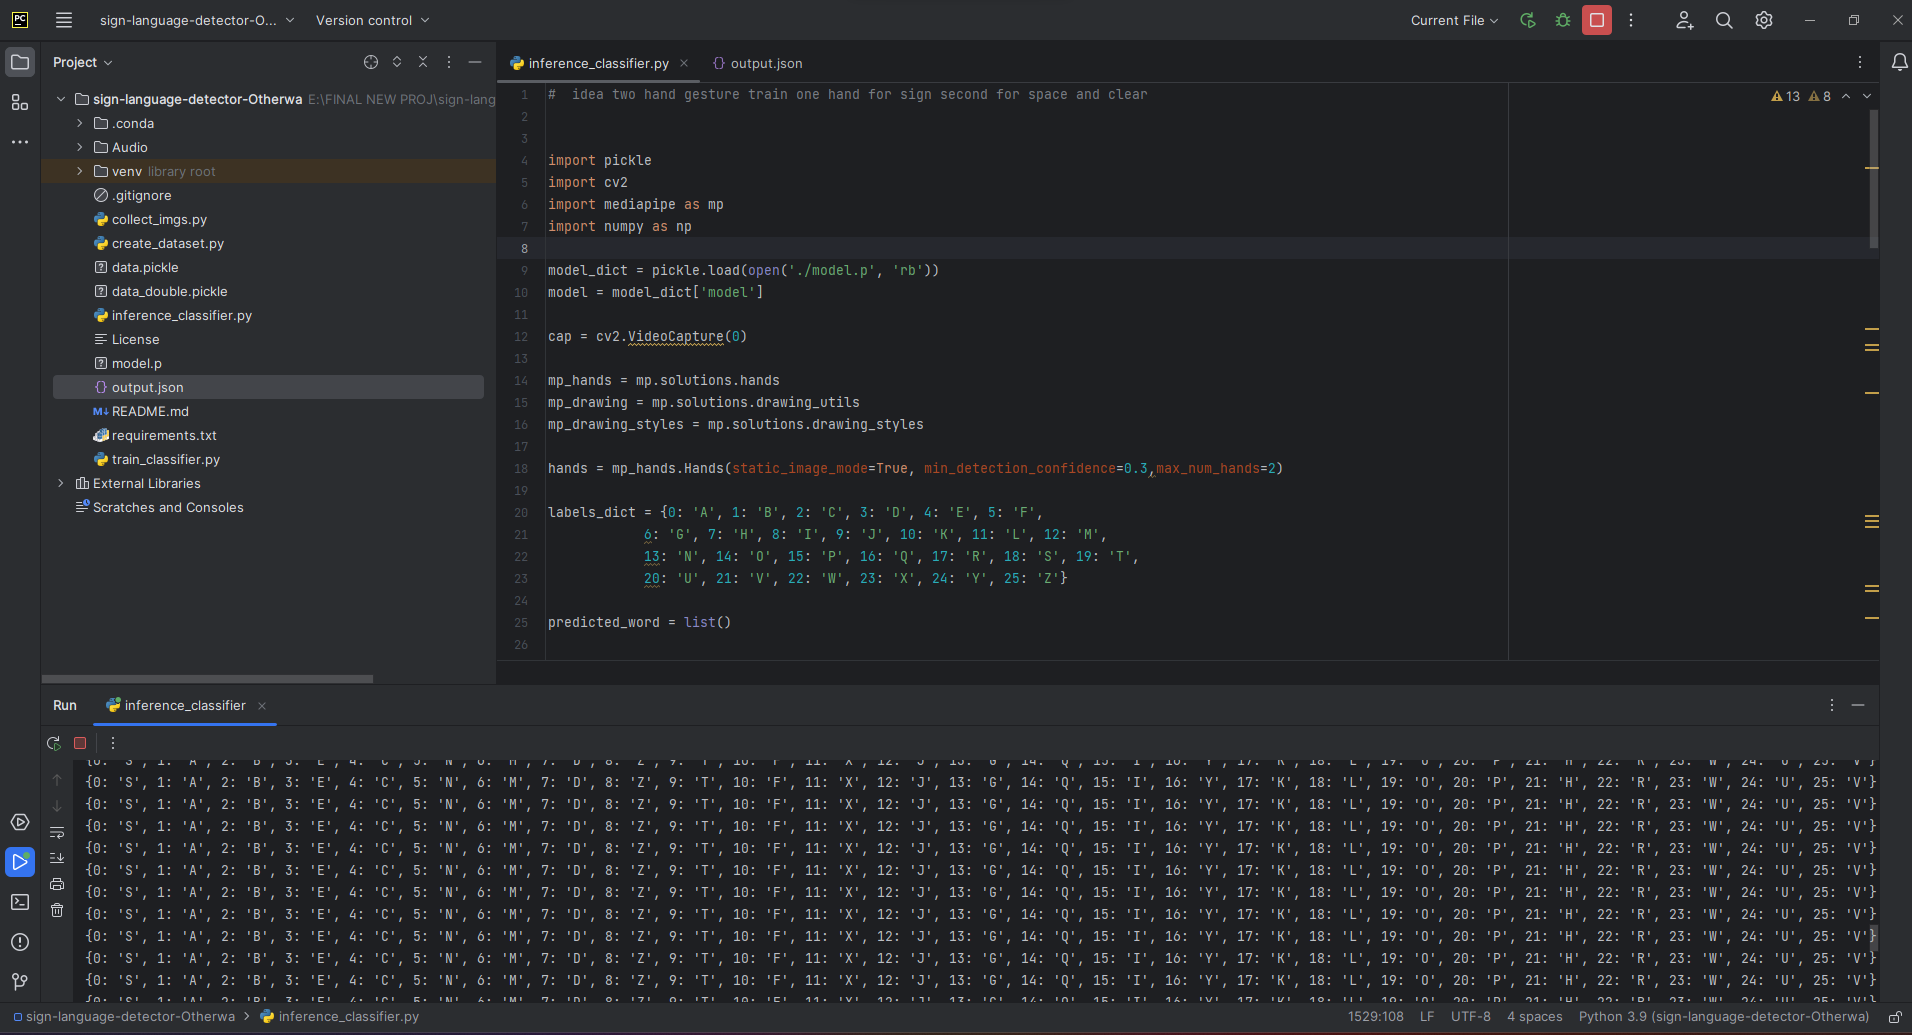 PC sign-language-detector-O... Version control Current File
Project
sign-language-detector-Otherwa E:\FINAL NEW PROJ\sign-lang
.conda
Audio
venv library root
.gitignore
collect_imgs.py
create_dataset.py
data.pickle
data_double.pickle
inference_classifier.py
License
model.p
output.json
README.md
requirements.txt
train_classifier.py
External Libraries
Scratches and Consoles
inference_classifier.py output.json
13 8
1 # idea two hand gesture train one hand for sign second for space and clear
2
3
4 import pickle
5 import cv2
6 import mediapipe as mp
7 import numpy as np
8
9 model_dict = pickle.load(open('./model.p', 'rb'))
10 model = model_dict['model']
11
12 cap = cv2.VideoCapture(0)
13
14 mp_hands = mp.solutions.hands
15 mp_drawing = mp.solutions.drawing_utils
16 mp_drawing_styles = mp.solutions.drawing_styles
17
18 hands = mp_hands.Hands(static_image_mode=True, min_detection_confidence=0.3,max_num_hands=2)
19
20 labels_dict = {0: 'A', 1: 'B', 2: 'C', 3: 'D', 4: 'E', 5: 'F',
21 6: 'G', 7: 'H', 8: 'I', 9: 'J', 10: 'K', 11: 'L', 12: 'M',
22 13: 'N', 14: 'O', 15: 'P', 16: 'Q', 17: 'R', 18: 'S', 19: 'T',
23 20: 'U', 21: 'V', 22: 'W', 23: 'X', 24: 'Y', 25: 'Z'}
24
25 predicted_word = list()
26
Run inference_classifier
{0: 'S', 1: 'A', 2: 'B', 3: 'E', 4: 'C', 5: 'N', 6: 'M', 7: 'D', 8: 'Z', 9: 'T', 10: 'F', 11: 'X', 12: 'J', 13: 'G', 14: 'Q', 15: 'I', 16: 'Y', 17: 'K', 18: 'L', 19: 'O', 20: 'P', 21: 'H', 22: 'R', 23: 'W', 24: 'U', 25: 'V'}
{0: 'S', 1: 'A', 2: 'B', 3: 'E', 4: 'C', 5: 'N', 6: 'M', 7: 'D', 8: 'Z', 9: 'T', 10: 'F', 11: 'X', 12: 'J', 13: 'G', 14: 'Q', 15: 'I', 16: 'Y', 17: 'K', 18: 'L', 19: 'O', 20: 'P', 21: 'H', 22: 'R', 23: 'W', 24: 'U', 25: 'V'}
{0: 'S', 1: 'A', 2: 'B', 3: 'E', 4: 'C', 5: 'N', 6: 'M', 7: 'D', 8: 'Z', 9: 'T', 10: 'F', 11: 'X', 12: 'J', 13: 'G', 14: 'Q', 15: 'I', 16: 'Y', 17: 'K', 18: 'L', 19: 'O', 20: 'P', 21: 'H', 22: 'R', 23: 'W', 24: 'U', 25: 'V'}
{0: 'S', 1: 'A', 2: 'B', 3: 'E', 4: 'C', 5: 'N', 6: 'M', 7: 'D', 8: 'Z', 9: 'T', 10: 'F', 11: 'X', 12: 'J', 13: 'G', 14: 'Q', 15: 'I', 16: 'Y', 17: 'K', 18: 'L', 19: 'O', 20: 'P', 21: 'H', 22: 'R', 23: 'W', 24: 'U', 25: 'V'}
{0: 'S', 1: 'A', 2: 'B', 3: 'E', 4: 'C', 5: 'N', 6: 'M', 7: 'D', 8: 'Z', 9: 'T', 10: 'F', 11: 'X', 12: 'J', 13: 'G', 14: 'Q', 15: 'I', 16: 'Y', 17: 'K', 18: 'L', 19: 'O', 20: 'P', 21: 'H', 22: 'R', 23: 'W', 24: 'U', 25: 'V'}
{0: 'S', 1: 'A', 2: 'B', 3: 'E', 4: 'C', 5: 'N', 6: 'M', 7: 'D', 8: 'Z', 9: 'T', 10: 'F', 11: 'X', 12: 'J', 13: 'G', 14: 'Q', 15: 'I', 16: 'Y', 17: 'K', 18: 'L', 19: 'O', 20: 'P', 21: 'H', 22: 'R', 23: 'W', 24: 'U', 25: 'V'}
{0: 'S', 1: 'A', 2: 'B', 3: 'E', 4: 'C', 5: 'N', 6: 'M', 7: 'D', 8: 'Z', 9: 'T', 10: 'F', 11: 'X', 12: 'J', 13: 'G', 14: 'Q', 15: 'I', 16: 'Y', 17: 'K', 18: 'L', 19: 'O', 20: 'P', 21: 'H', 22: 'R', 23: 'W', 24: 'U', 25: 'V'}
{0: 'S', 1: 'A', 2: 'B', 3: 'E', 4: 'C', 5: 'N', 6: 'M', 7: 'D', 8: 'Z', 9: 'T', 10: 'F', 11: 'X', 12: 'J', 13: 'G', 14: 'Q', 15: 'I', 16: 'Y', 17: 'K', 18: 'L', 19: 'O', 20: 'P', 21: 'H', 22: 'R', 23: 'W', 24: 'U', 25: 'V'}
{0: 'S', 1: 'A', 2: 'B', 3: 'E', 4: 'C', 5: 'N', 6: 'M', 7: 'D', 8: 'Z', 9: 'T', 10: 'F', 11: 'X', 12: 'J', 13: 'G', 14: 'Q', 15: 'I', 16: 'Y', 17: 'K', 18: 'L', 19: 'O', 20: 'P', 21: 'H', 22: 'R', 23: 'W', 24: 'U', 25: 'V'}
{0: 'S', 1: 'A', 2: 'B', 3: 'E', 4: 'C', 5: 'N', 6: 'M', 7: 'D', 8: 'Z', 9: 'T', 10: 'F', 11: 'X', 12: 'J', 13: 'G', 14: 'Q', 15: 'I', 16: 'Y', 17: 'K', 18: 'L', 19: 'O', 20: 'P', 21: 'H', 22: 'R', 23: 'W', 24: 'U', 25: 'V'}
sign-language-detector-Otherwa > inference_classifier.py 1529:108 LF UTF-8 4 spaces Python 3.9 (sign-language-detector-Otherwa)